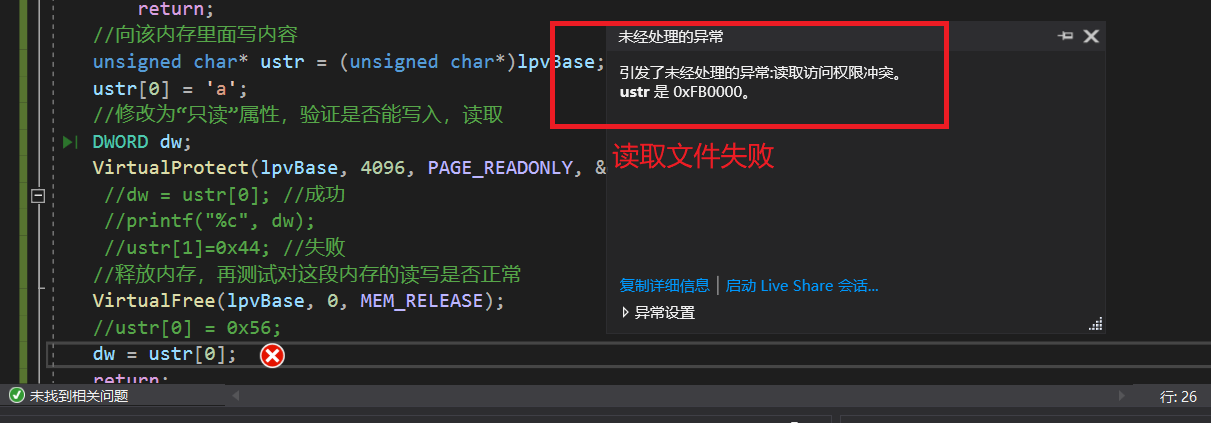 return;
//向该内存里面写内容
unsigned char* ustr = (unsigned char*)lpvBase;
ustr[0] = 'a';
//修改为“只读”属性，验证是否能写入，读取
DWORD dw;
VirtualProtect(lpvBase, 4096, PAGE_READONLY, &
//dw = ustr[0]; //成功
//printf("%c", dw);
//ustr[1]=0x44; //失败
//释放内存，再测试对这段内存的读写是否正常
VirtualFree(lpvBase, 0, MEM_RELEASE);
//ustr[0] = 0x56;
dw = ustr[0];
return;
未经处理的异常
引发了未经处理的异常:读取访问权限冲突。
ustr 是 0xFB0000。
读取文件失败
复制详细信息 | 启动 Live Share 会话...
异常设置
未找到相关问题
行: 26